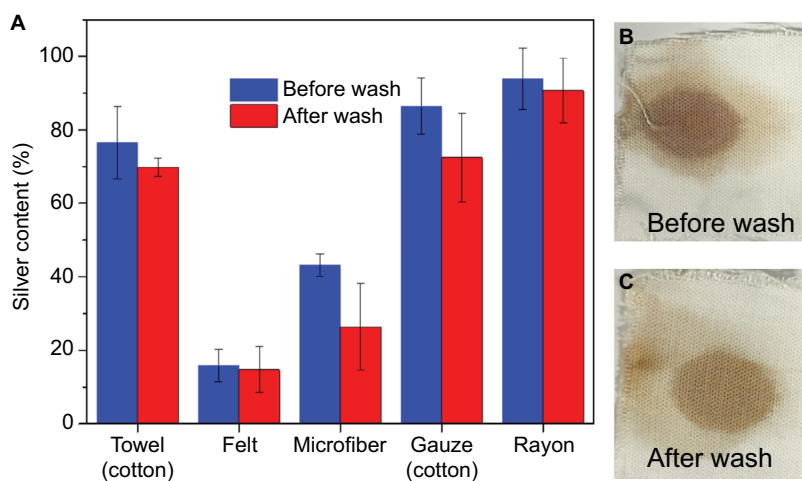 A
Silver content (%)
100
80
60
40
20
0
Before wash
After wash
Towel
(cotton)
Felt
Microfiber
Gauze
(cotton)
Rayon
B
Before wash
C
After wash